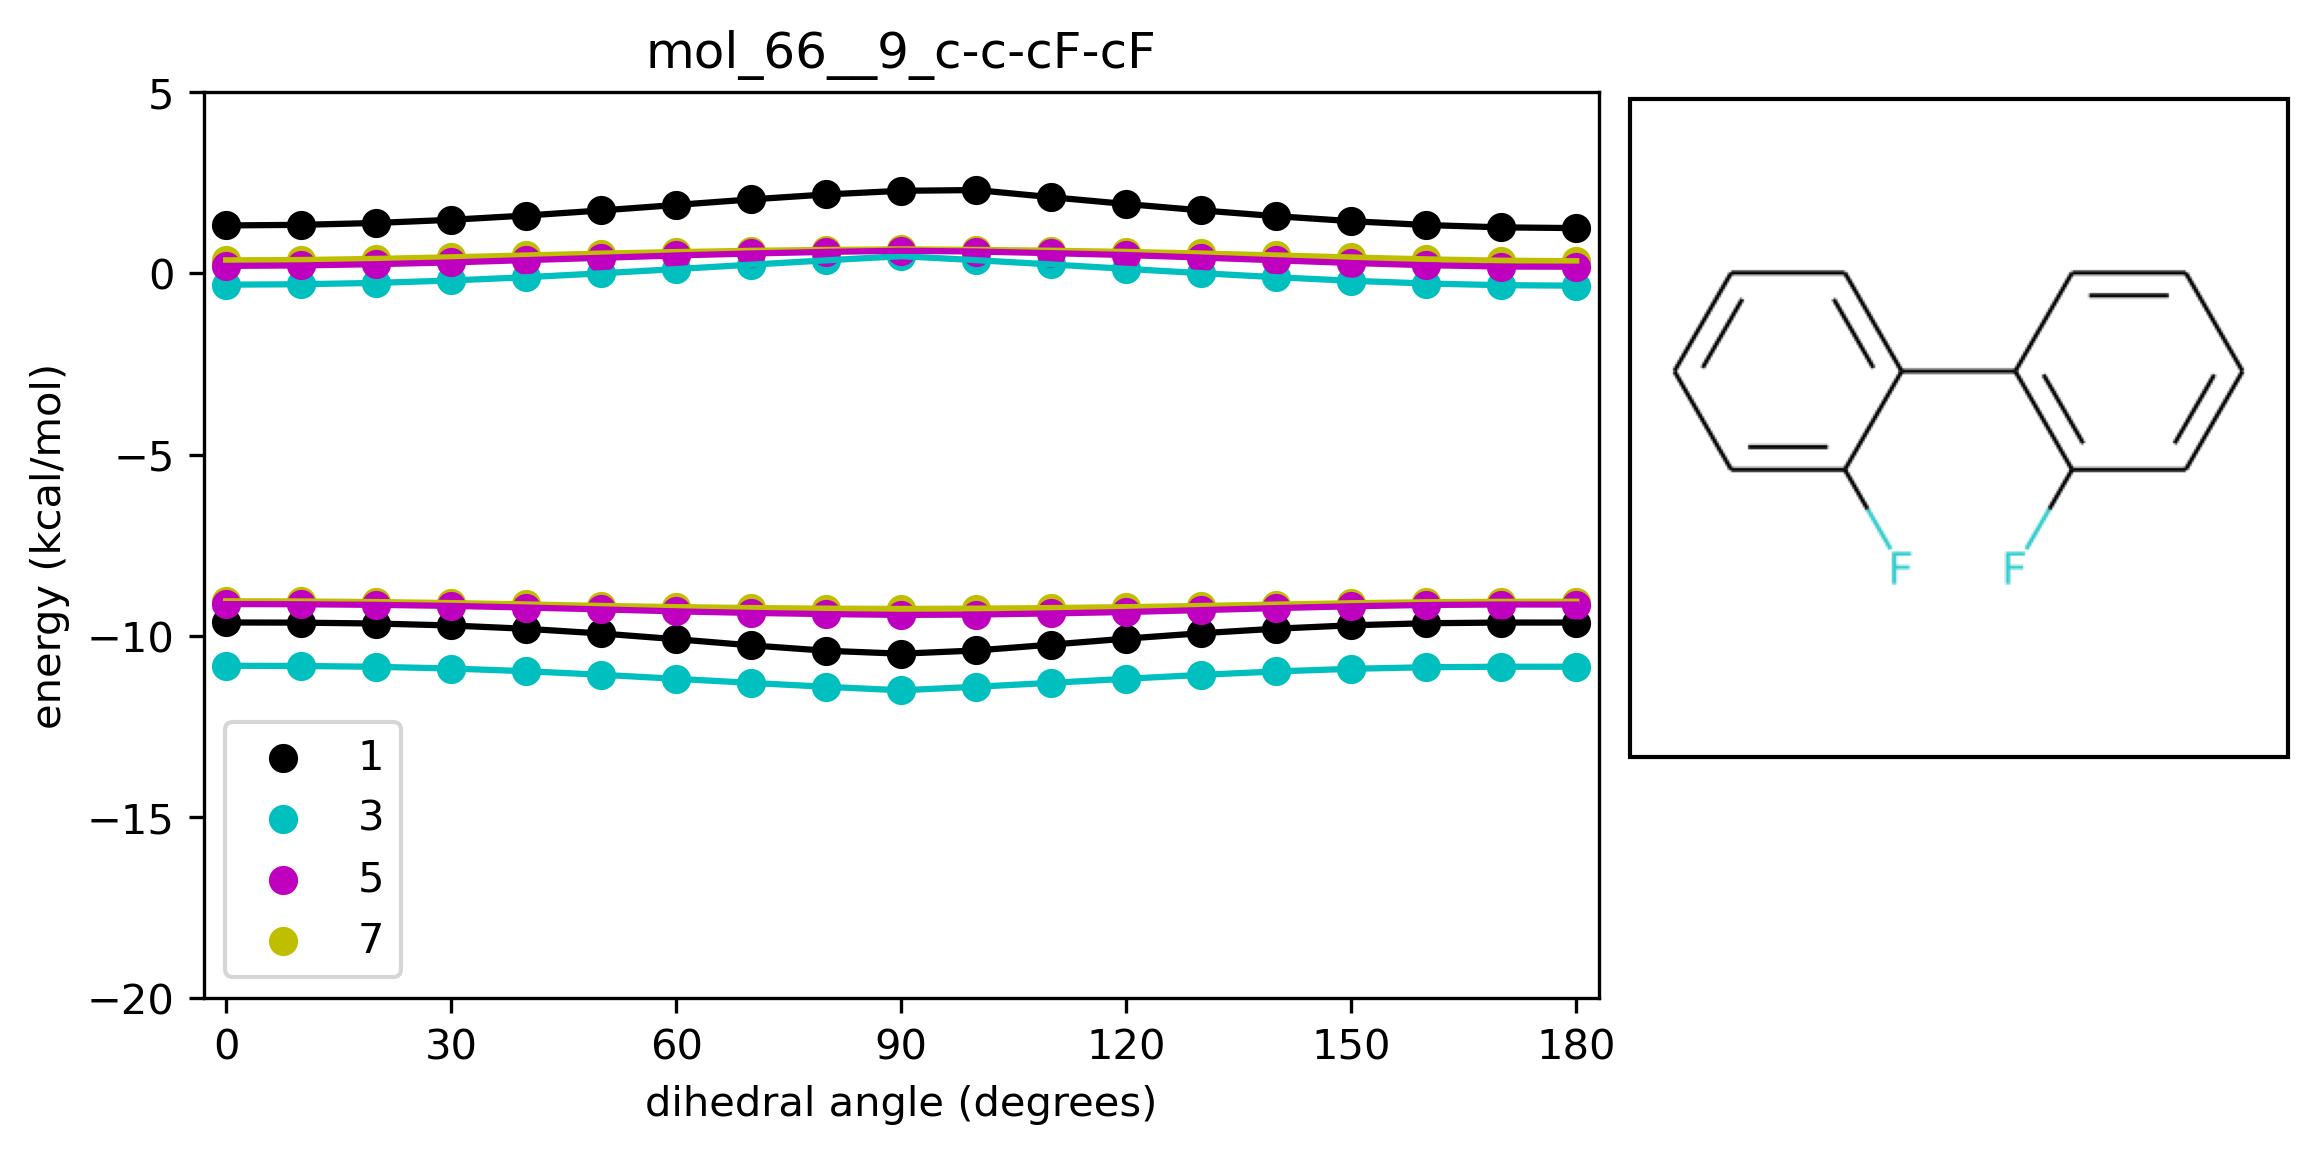 mol_66__9_c-c-cF-cF
energy (kcal/mol)
5
0
−5
−10
−15
−20
1
3
5
7
0 30 60 90 120 150 180
dihedral angle (degrees)
F F